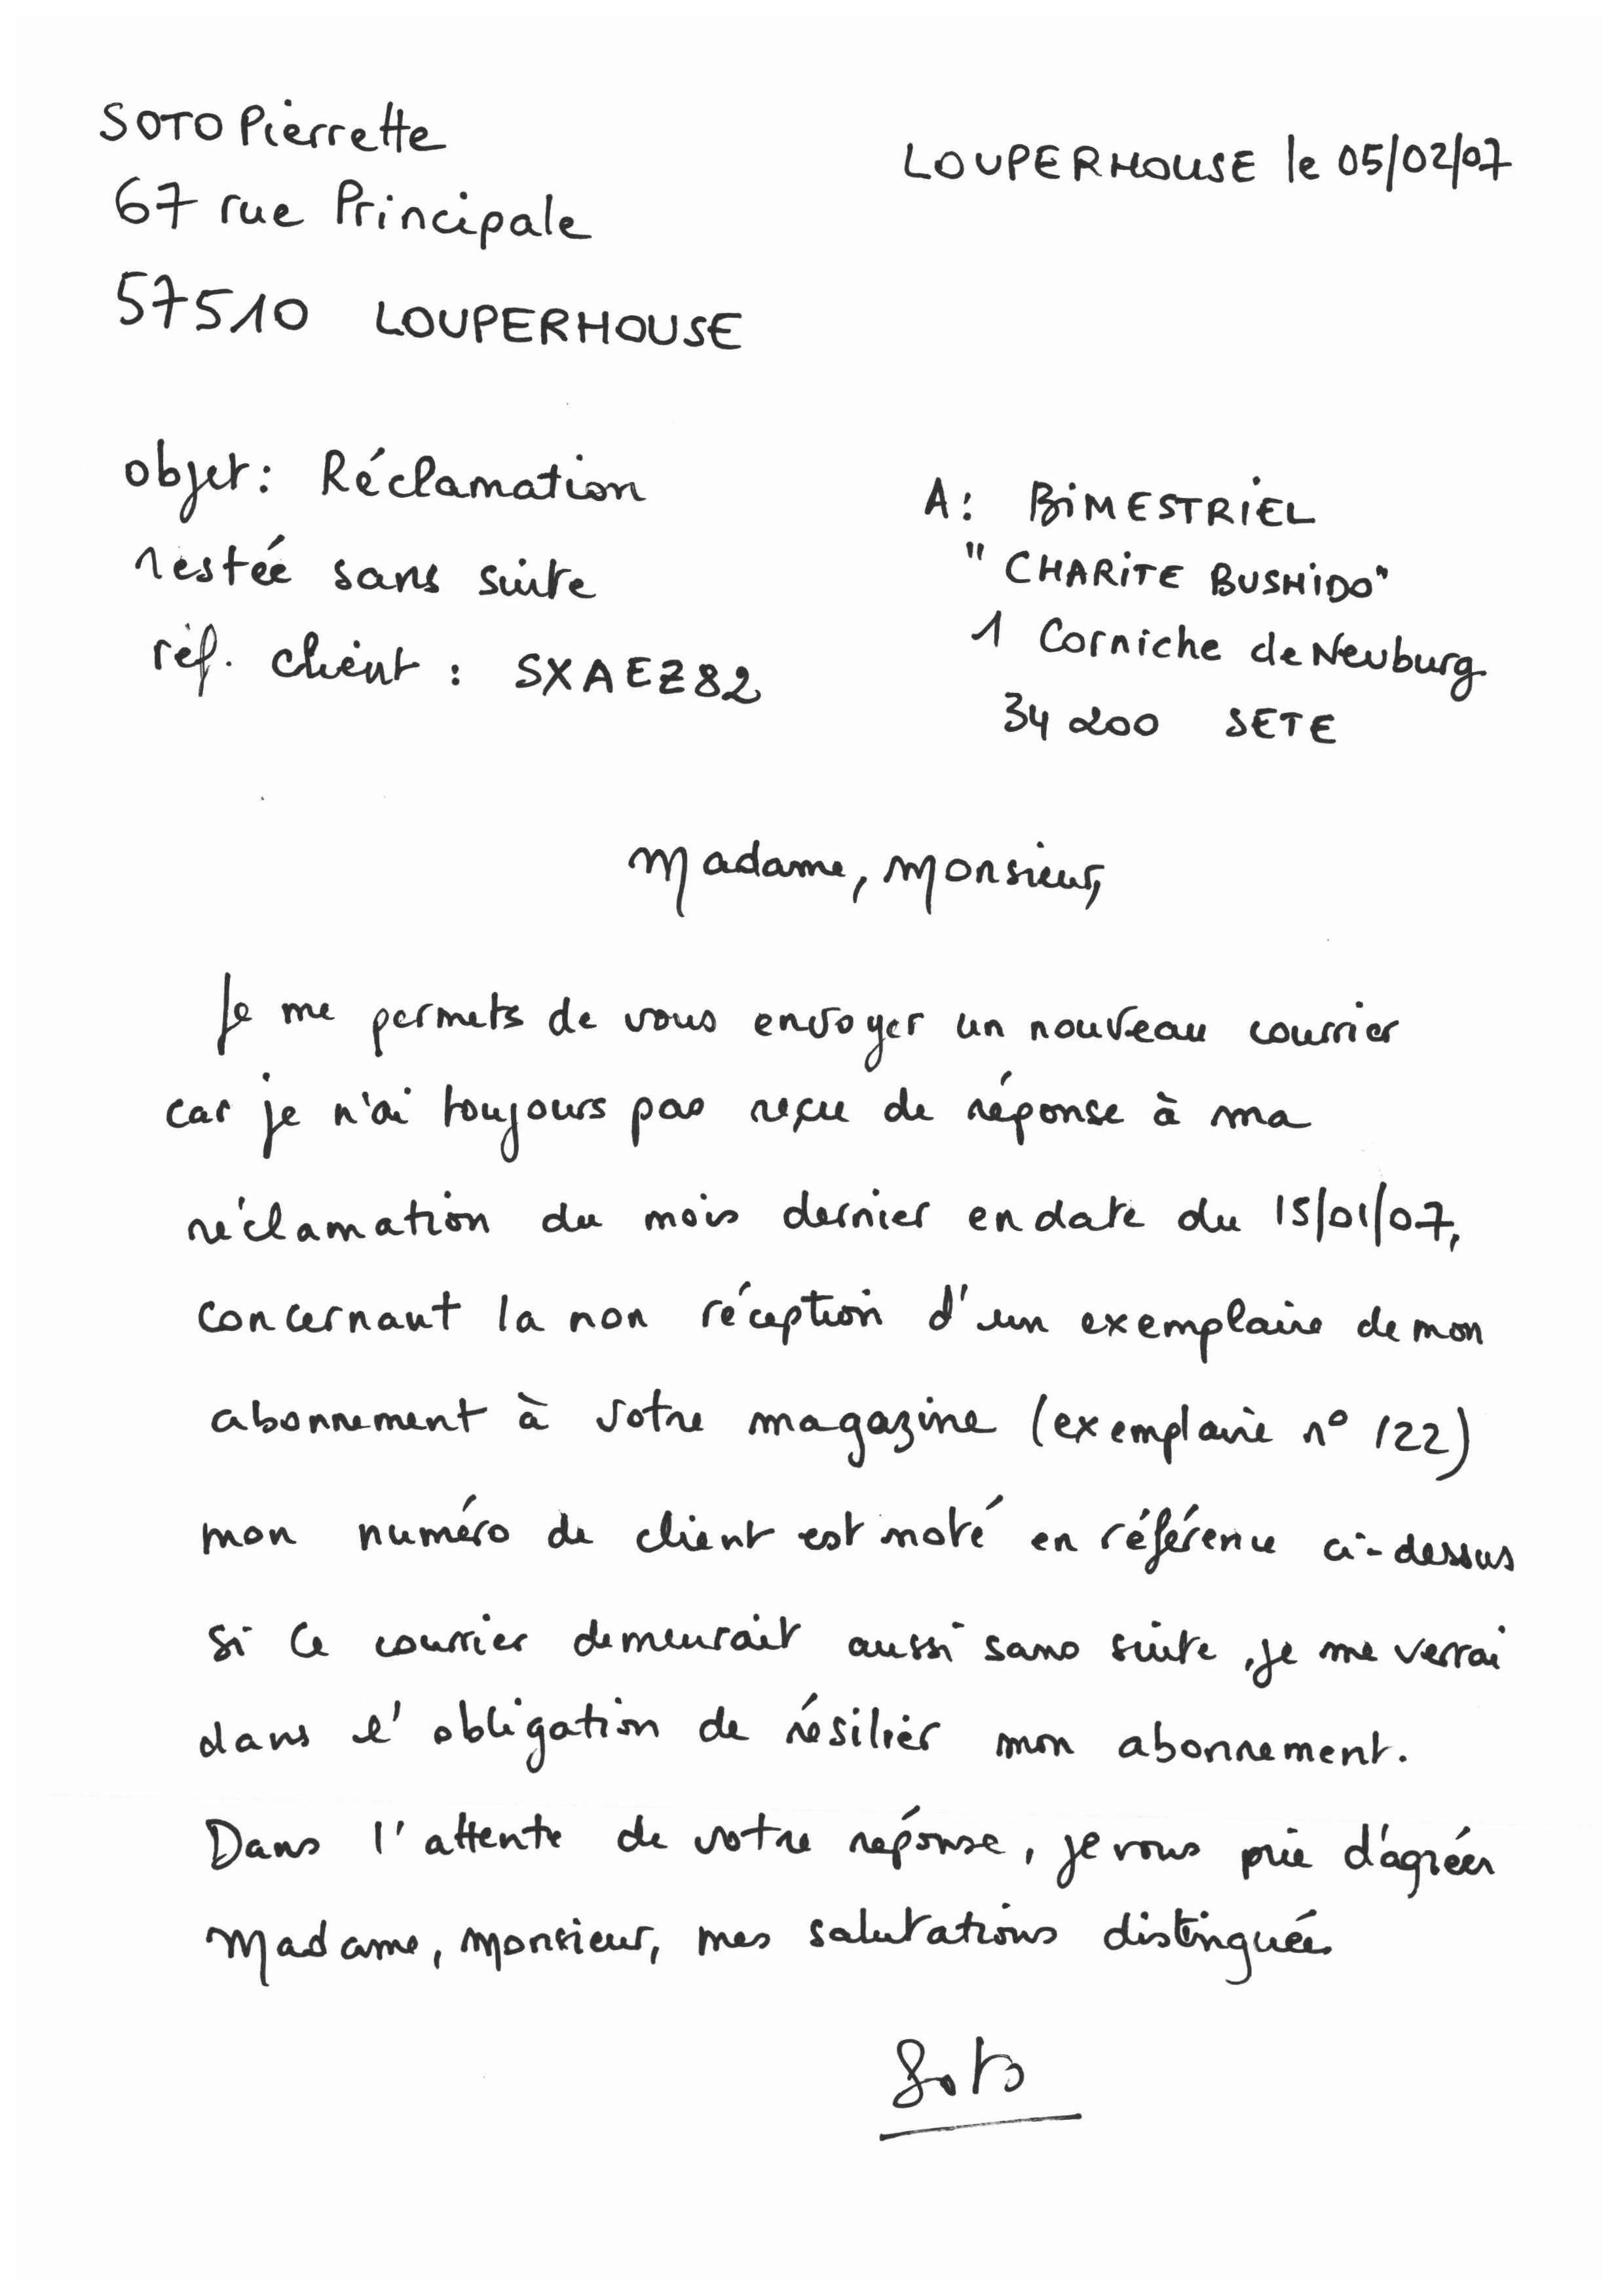 SOTO Pierrette
LOUPERHOUSE le 05/02/07
67 rue Principale
57510 LOUPERHOUSE
objet : Réclamation
restée sans suite
réf. client : SXAEZ82
A : BIMESTRIEL
"CHARITE BUSHIDO"
1 Corniche de Neuburg
34200 SETE
Madame, Monsieur,
Je me permets de vous envoyer un nouveau courrier
car je n'ai toujours pas reçu de réponse à ma
réclamation du mois dernier en date du 15/01/07,
concernant la non réception d'un exemplaire de mon
abonnement à votre magazine (exemplaire n° 122)
mon numéro de client est noté en référence ci-dessus
si ce courrier demeurait aussi sans suite, je me verrai
dans l'obligation de résilier mon abonnement.
Dans l'attente de votre réponse, je vous prie d'agréer
Madame, Monsieur, mes salutations distinguées
Soto